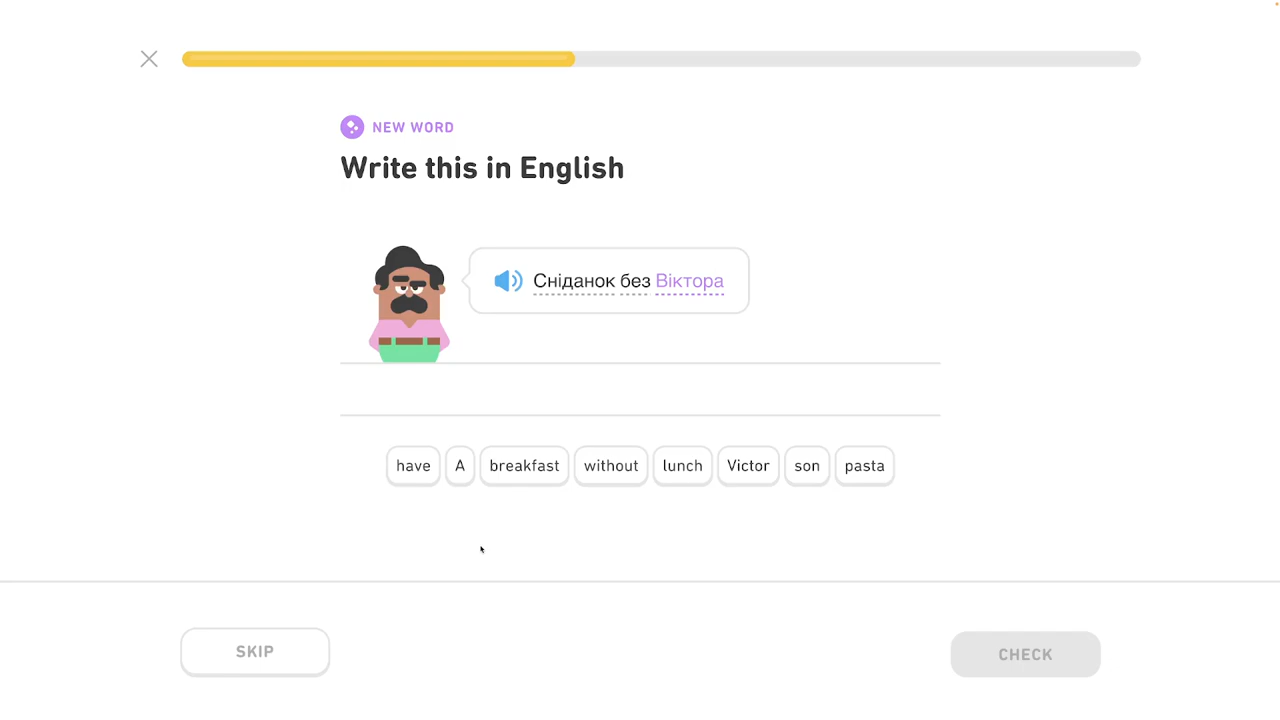 NEW WORD
Write this in English
Сніданок без Віктора
have A breakfast without lunch Victor son pasta
SKIP CHECK